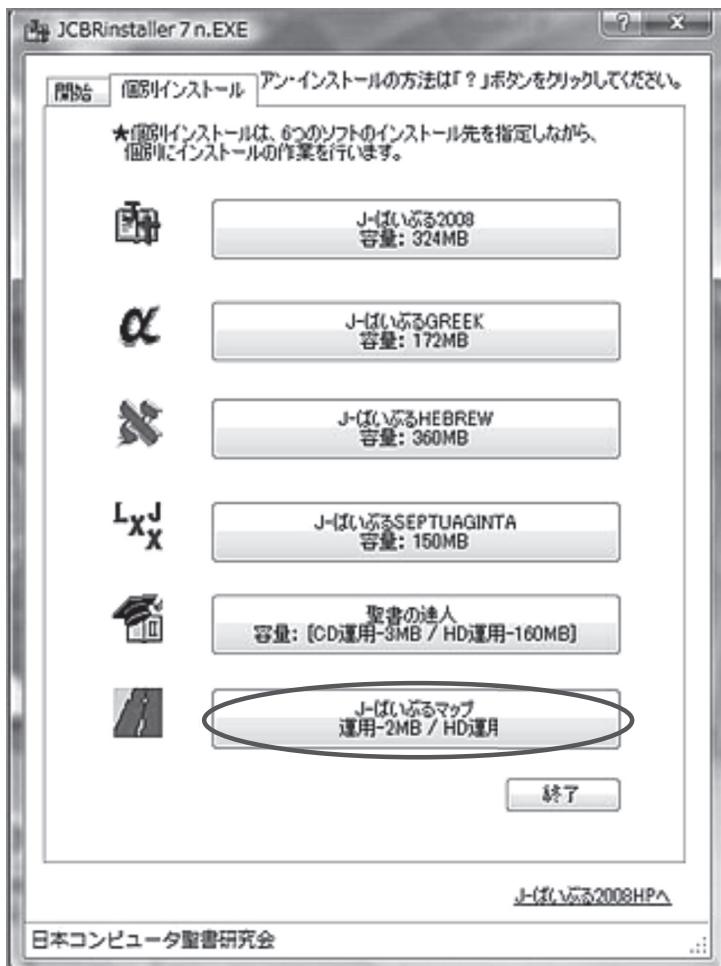 JCBRinstaller 7 n.EXE
開始 個別インストール アン・インストールの方法は「？」ボタンをクリックしてください。
★個別インストールは、6つのソフトのインストール先を指定しながら、
個別にインストールの作業を行います。
J-ばいぶる2008
容量: 324MB
α
J-ばいぶるGREEK
容量: 172MB
א
J-ばいぶるHEBREW
容量: 360MB
LXXJ
J-ばいぶるSEPTUAGINTA
容量: 150MB
聖書の達人
容量: [CD運用-3MB / HD運用-160MB]
J-ばいぶるマップ
運用-2MB / HD運用
終了
J-ばいぶる2008HPへ
日本コンピュータ聖書研究会